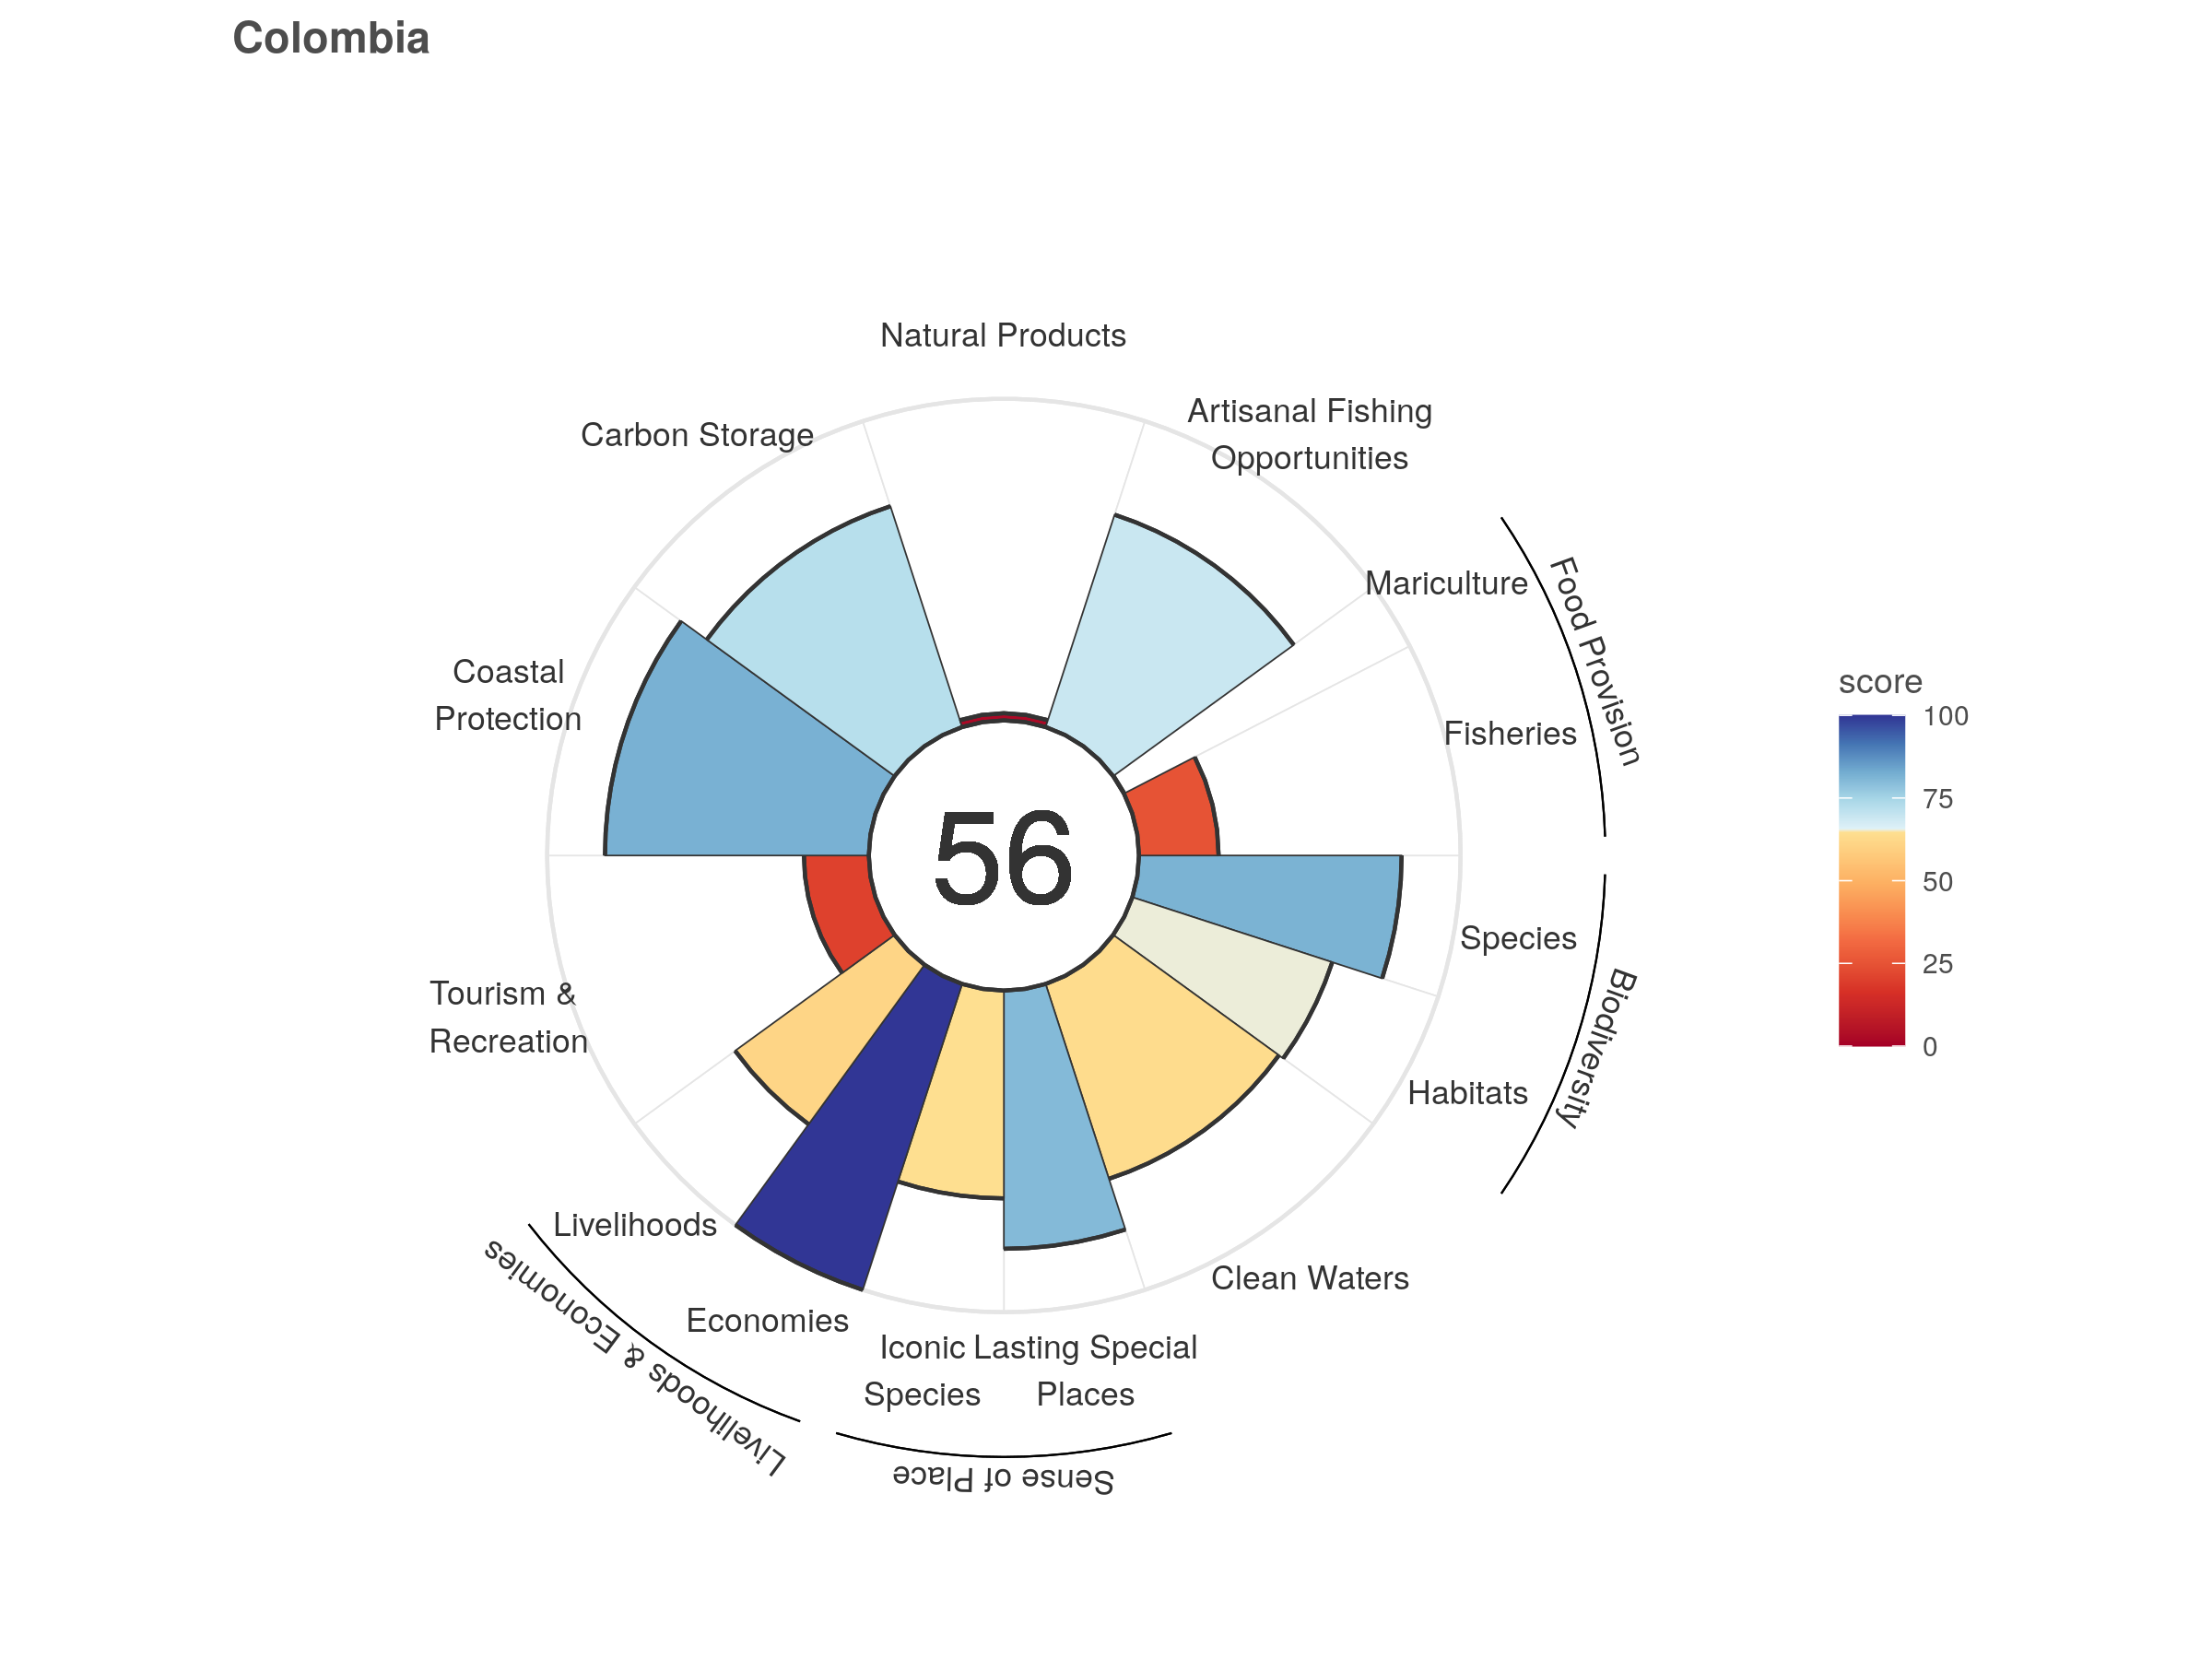 Colombia
Natural Products
Artisanal Fishing
Opportunities
Carbon Storage
Mariculture
Food Provision
Coastal
Protection
Fisheries
score
100
75
50
25
0
56
Species
Biodiversity
Tourism &
Recreation
Habitats
Livelihoods
Livelihoods & Economies
Clean Waters
Economies
Iconic
Species
Lasting Special
Places
Sense of Place